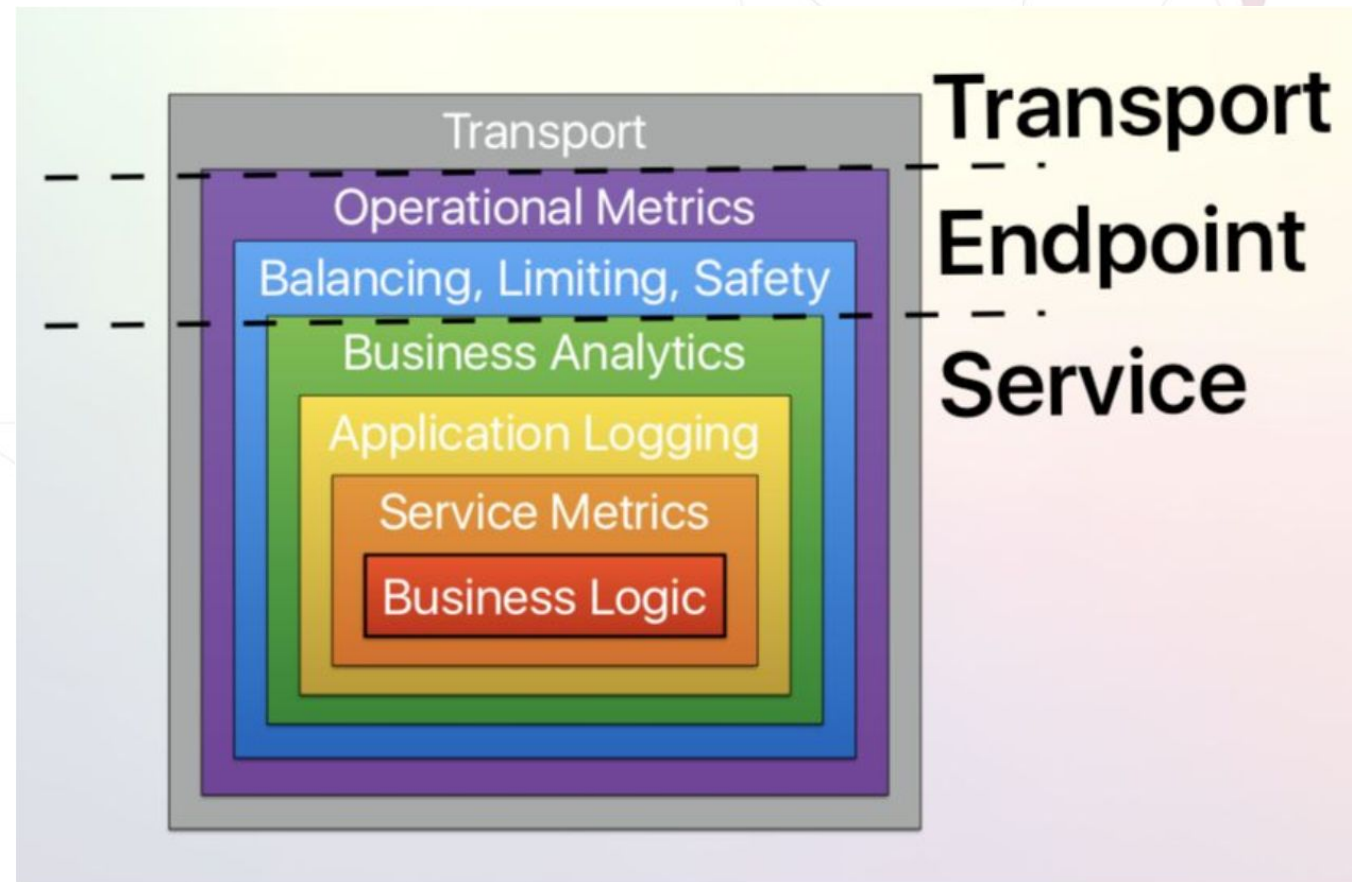 Transport
Transport
Operational Metrics
Endpoint
Balancing, Limiting, Safety
Business Analytics
Service
Application Logging
Service Metrics
Business Logic